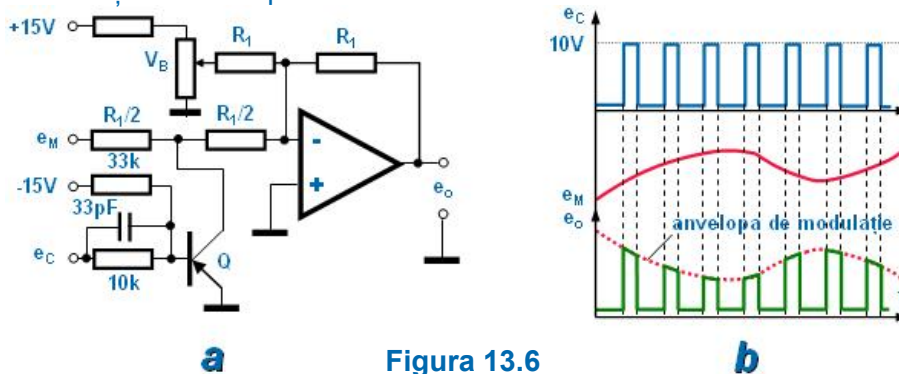 +15V
V_B
R₁
R₁
e_M
R₁/2
R₁/2
33k
-15V
33pF
e_C
10k
Q
-
+
e_o
a
Figura 13.6
e_C
10V
e_M
e_o
anvelopa de modulație
b